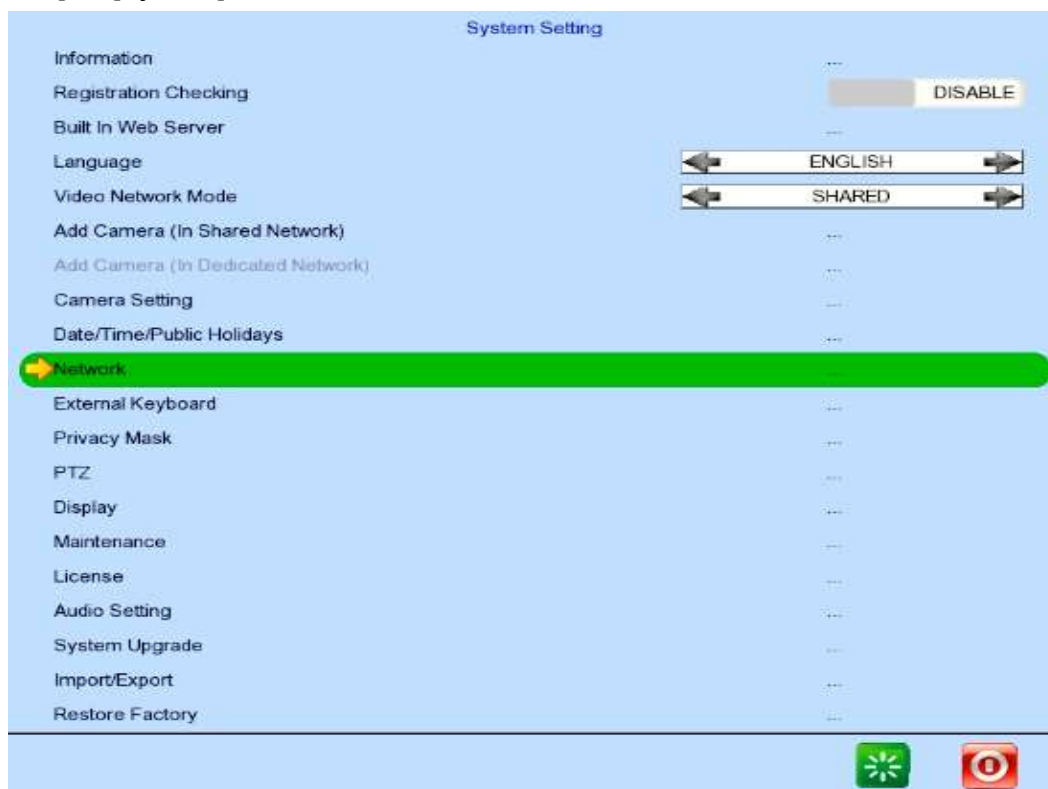 System Setting
Information ...
Registration Checking DISABLE
Built In Web Server ...
Language ENGLISH
Video Network Mode SHARED
Add Camera (In Shared Network) ...
Add Camera (In Dedicated Network) ...
Camera Setting ...
Date/Time/Public Holidays ...
Network ...
External Keyboard ...
Privacy Mask ...
PTZ ...
Display ...
Maintenance ...
License ...
Audio Setting ...
System Upgrade ...
Import/Export ...
Restore Factory ...